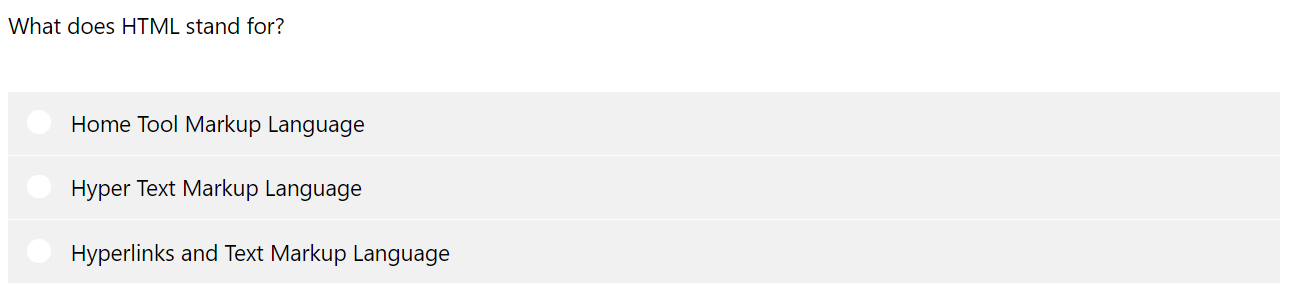 What does HTML stand for?
Home Tool Markup Language
Hyper Text Markup Language
Hyperlinks and Text Markup Language